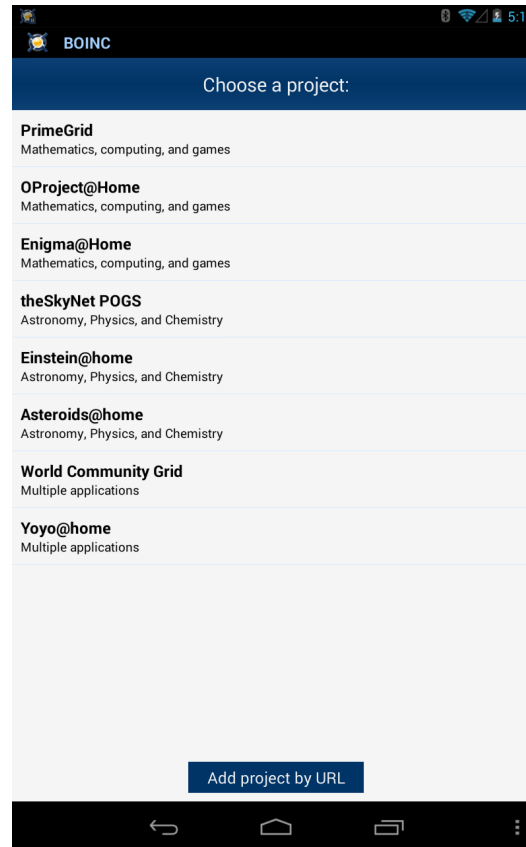 5:1
BOINC
Choose a project:
PrimeGrid
Mathematics, computing, and games
OProject@Home
Mathematics, computing, and games
Enigma@Home
Mathematics, computing, and games
theSkyNet POGS
Astronomy, Physics, and Chemistry
Einstein@home
Astronomy, Physics, and Chemistry
Asteroids@home
Astronomy, Physics, and Chemistry
World Community Grid
Multiple applications
Yoyo@home
Multiple applications
Add project by URL